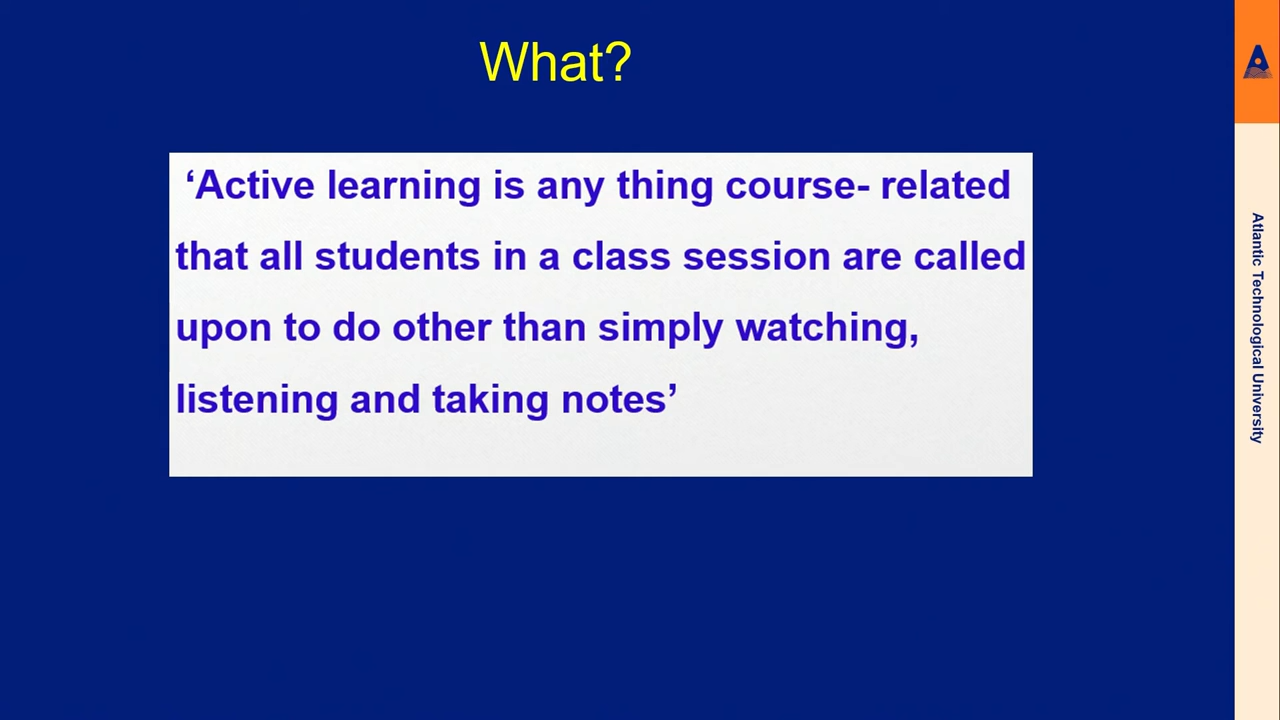 What?
‘Active learning is any thing course- related
that all students in a class session are called
upon to do other than simply watching,
listening and taking notes’
Atlantic Technological University